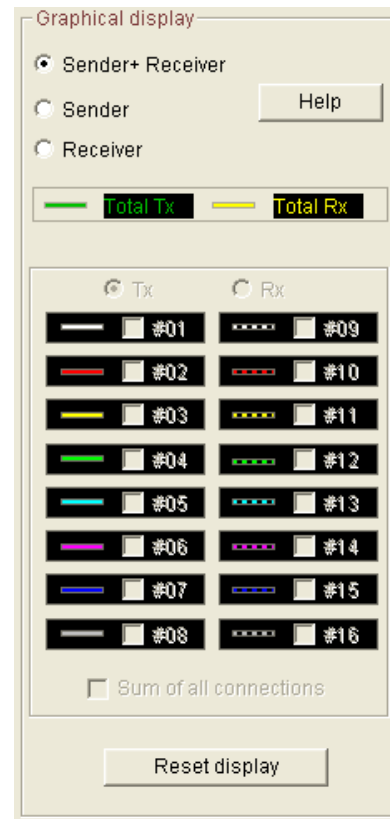 Graphical display
Sender+ Receiver
Sender
Help
Receiver
Total Tx Total Rx
Tx Rx
#01 #09
#02 #10
#03 #11
#04 #12
#05 #13
#06 #14
#07 #15
#08 #16
Sum of all connections
Reset display